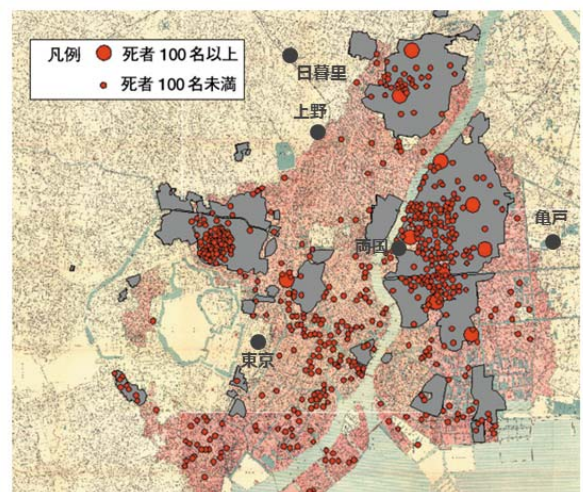 凡例 死者 100 名以上
死者 100 名未満
日暮里
上野
亀戸
両国
東京